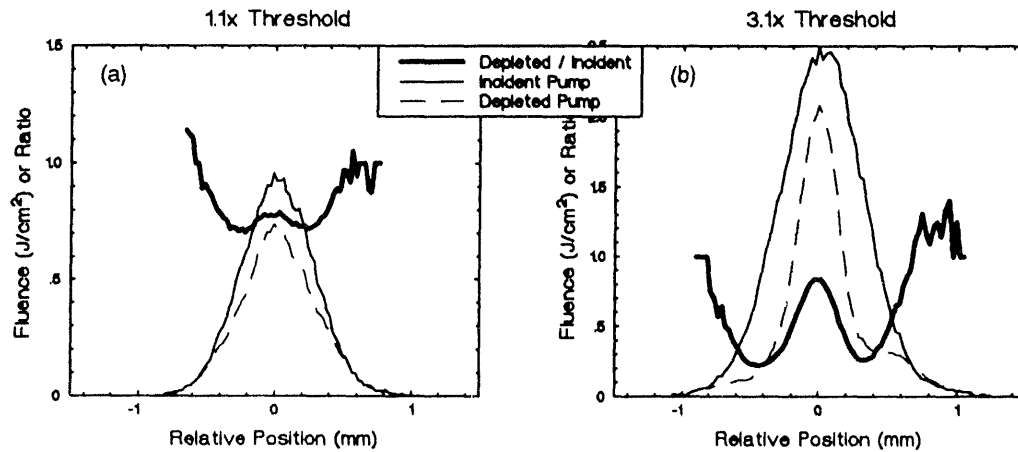 1.1x Threshold
3.1x Threshold
(a)
(b)
Depleted / Incident
Incident Pump
Depleted Pump
Fluence (J/cm²) or Ratio
1.5
1.0
.5
0
-1
0
1
Relative Position (mm)
Fluence (J/cm²) or Ratio
1.5
1.0
.5
0
-1
0
1
Relative Position (mm)